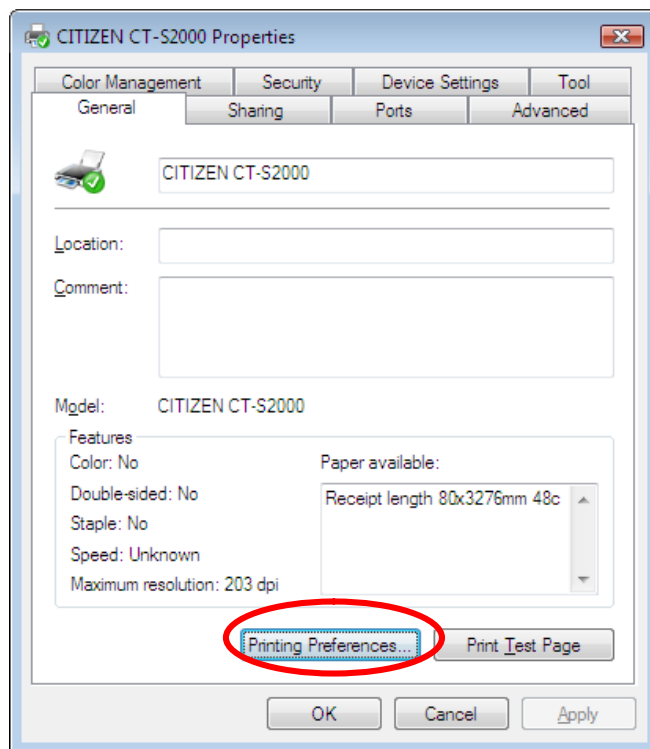 CITIZEN CT-S2000 Properties
Color Management Security Device Settings Tool
General Sharing Ports Advanced
CITIZEN CT-S2000
Location:
Comment:
Model: CITIZEN CT-S2000
Features
Color: No Paper available:
Double-sided: No Receipt length 80x3276mm 48c
Staple: No
Speed: Unknown
Maximum resolution: 203 dpi
Printing Preferences... Print Test Page
OK Cancel Apply